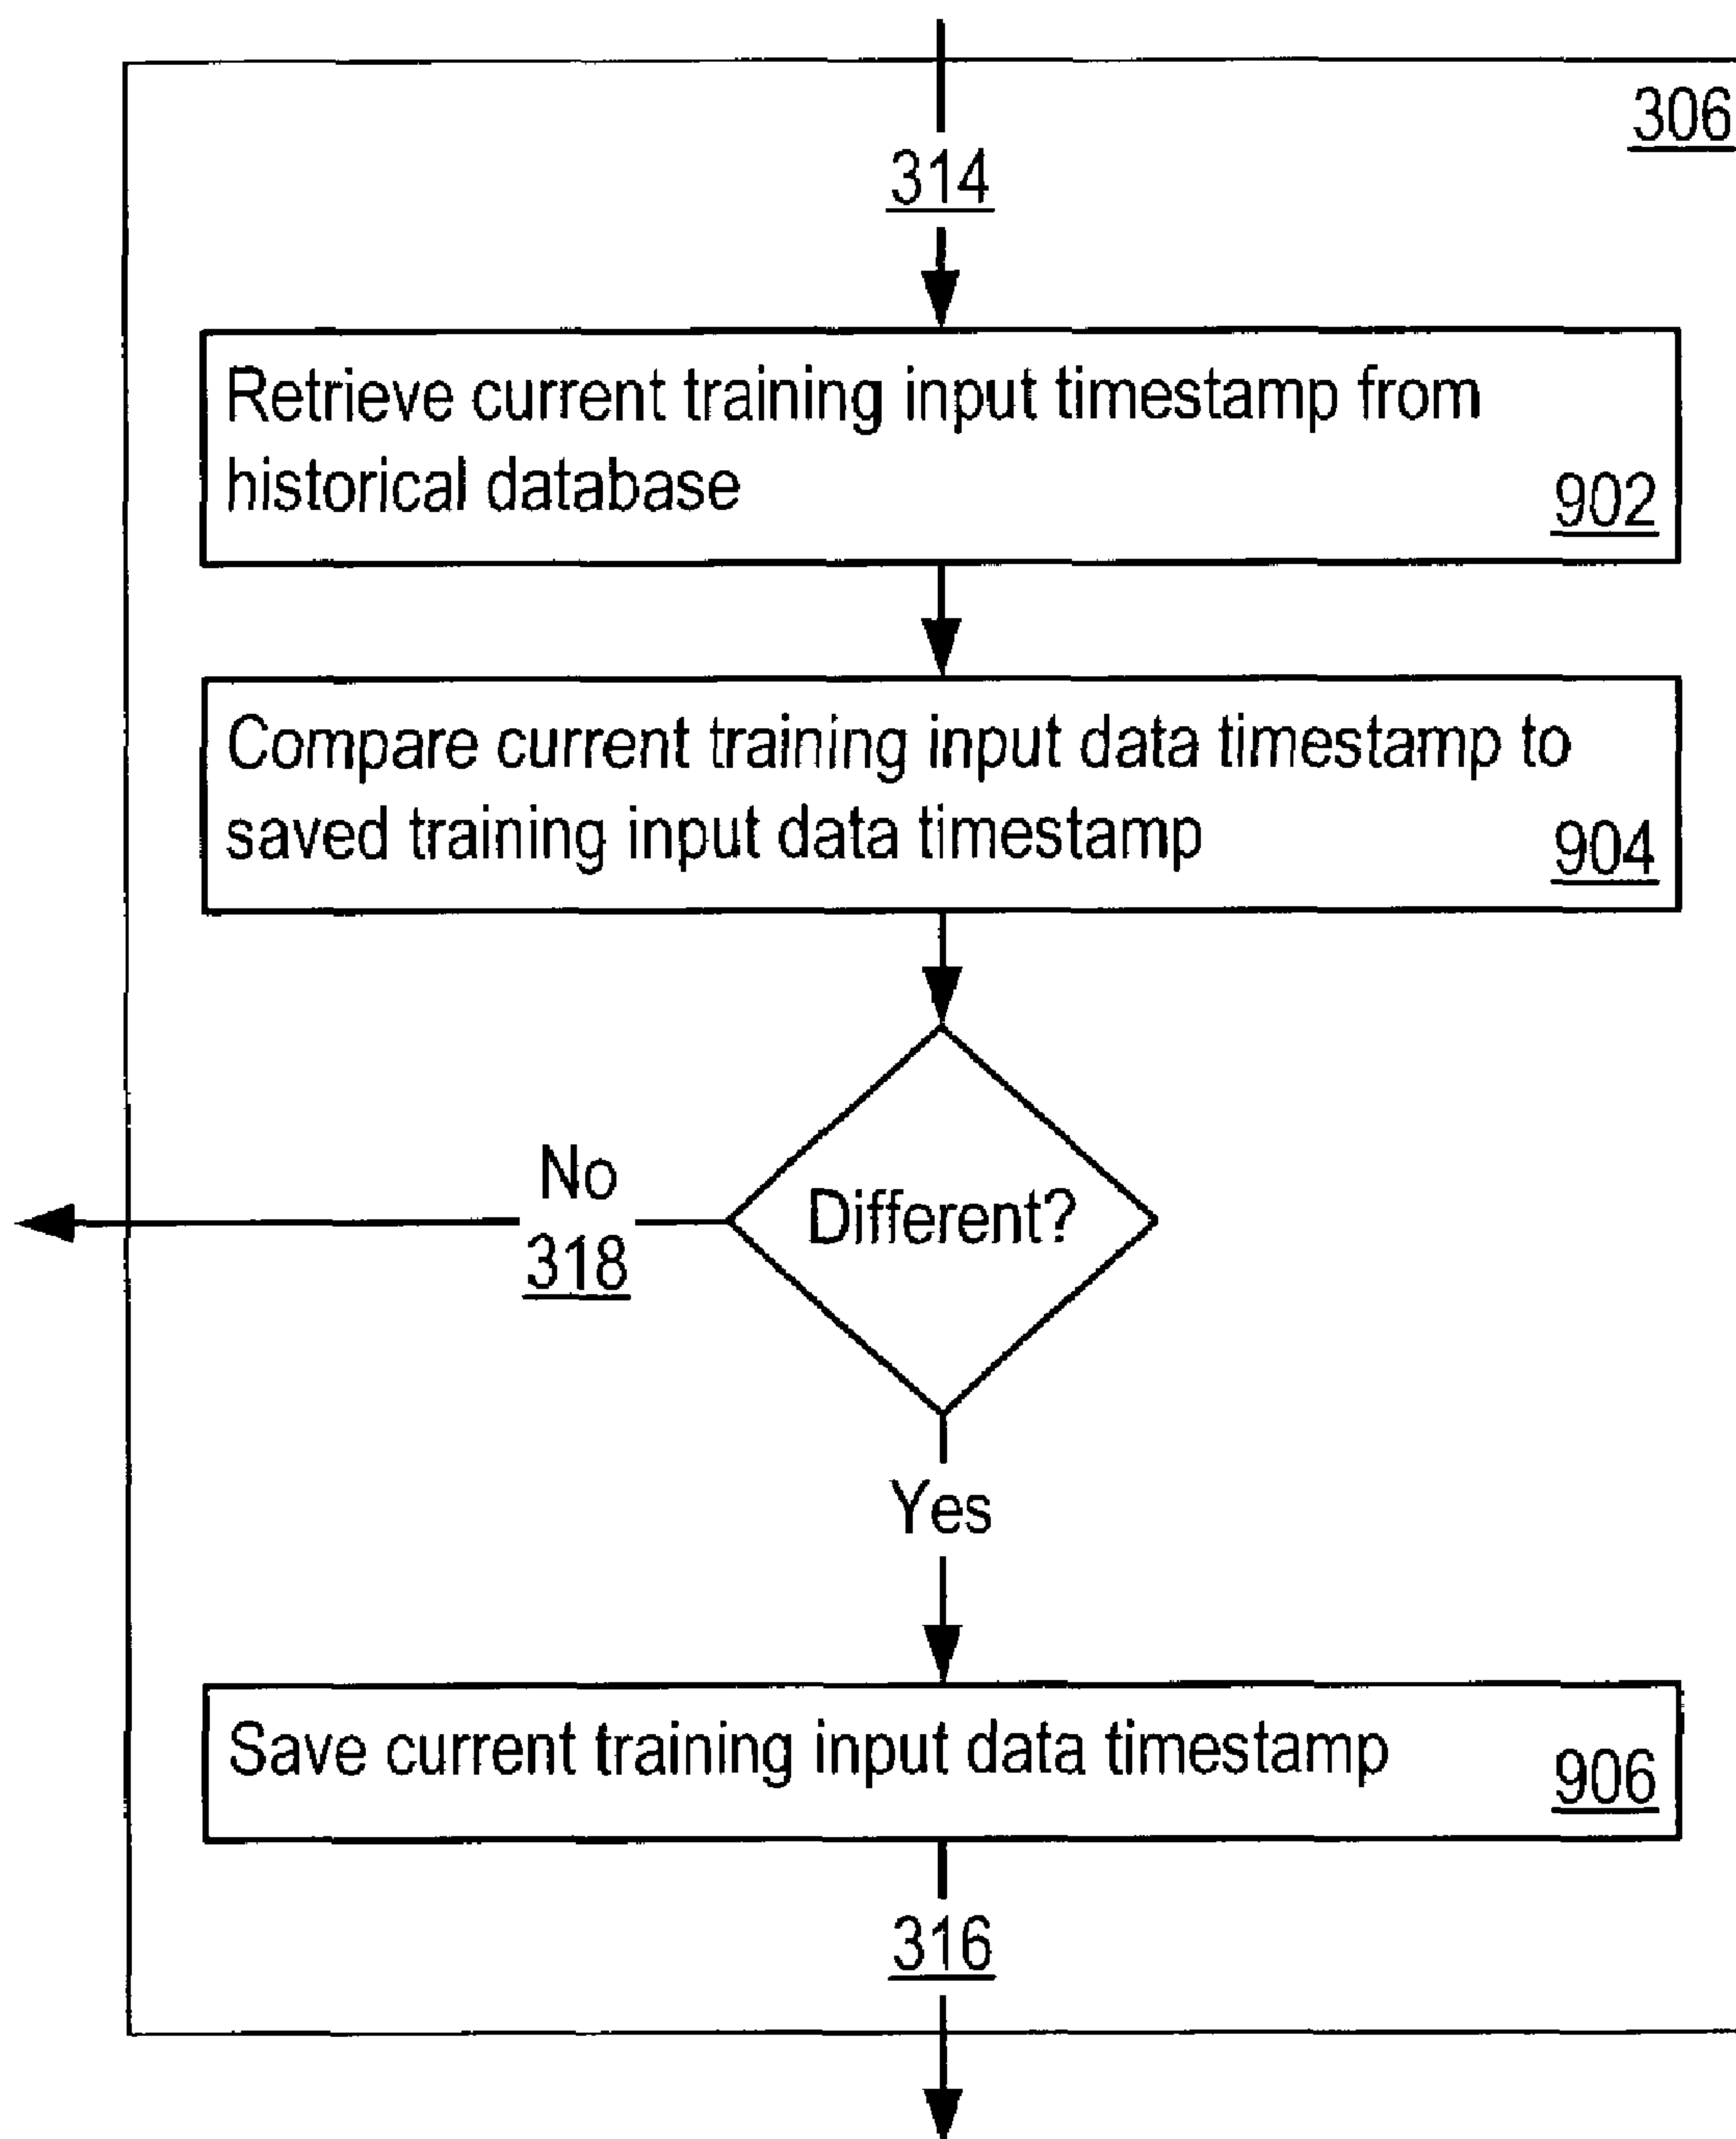 306
314
Retrieve current training input timestamp from
historical database
902
Compare current training input data timestamp to
saved training input data timestamp
904
No
318
Different?
Yes
Save current training input data timestamp
906
316